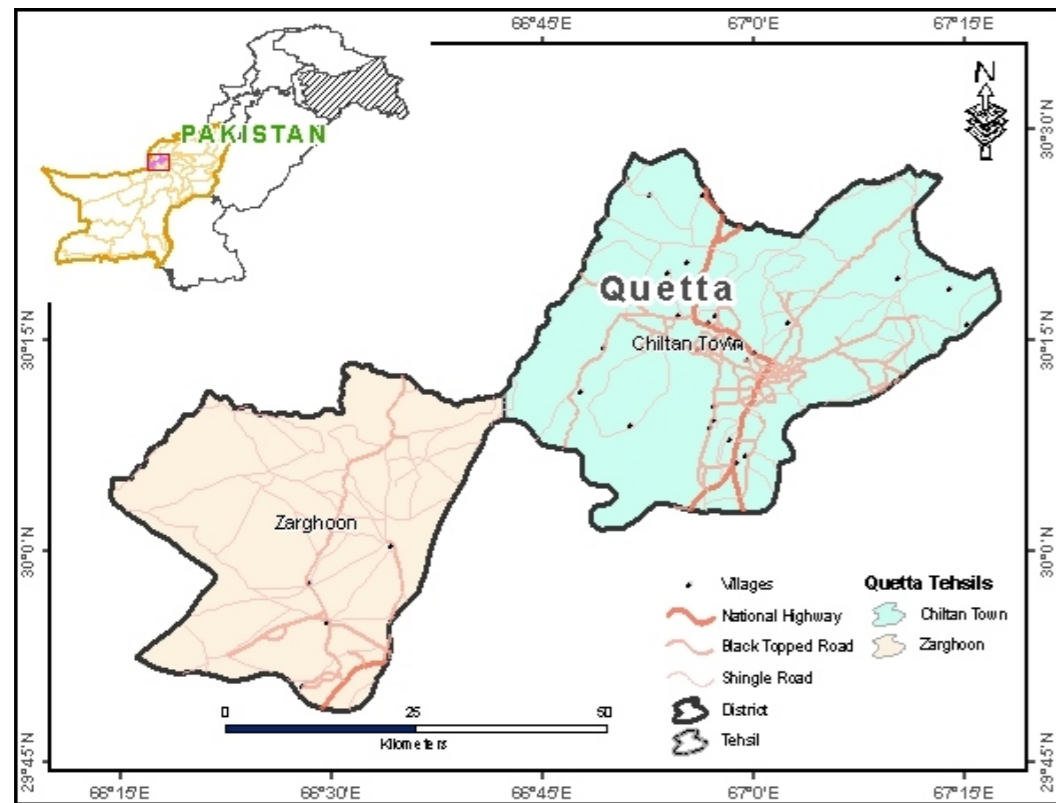 66°45'E 67°0'E 67°15'E
N
PAKISTAN
30°30'N
30°30'N
Quetta
30°15'N
Chiltan Town
30°15'N
Zarghoon
30°0'N
30°0'N
Villages
National Highway
Black Topped Road
Shingle Road
District
Tehsil
Quetta Tehsils
Chiltan Town
Zarghoon
0 25 50
Kilometers
29°45'N
29°45'N
66°15'E 66°30'E 66°45'E 67°0'E 67°15'E